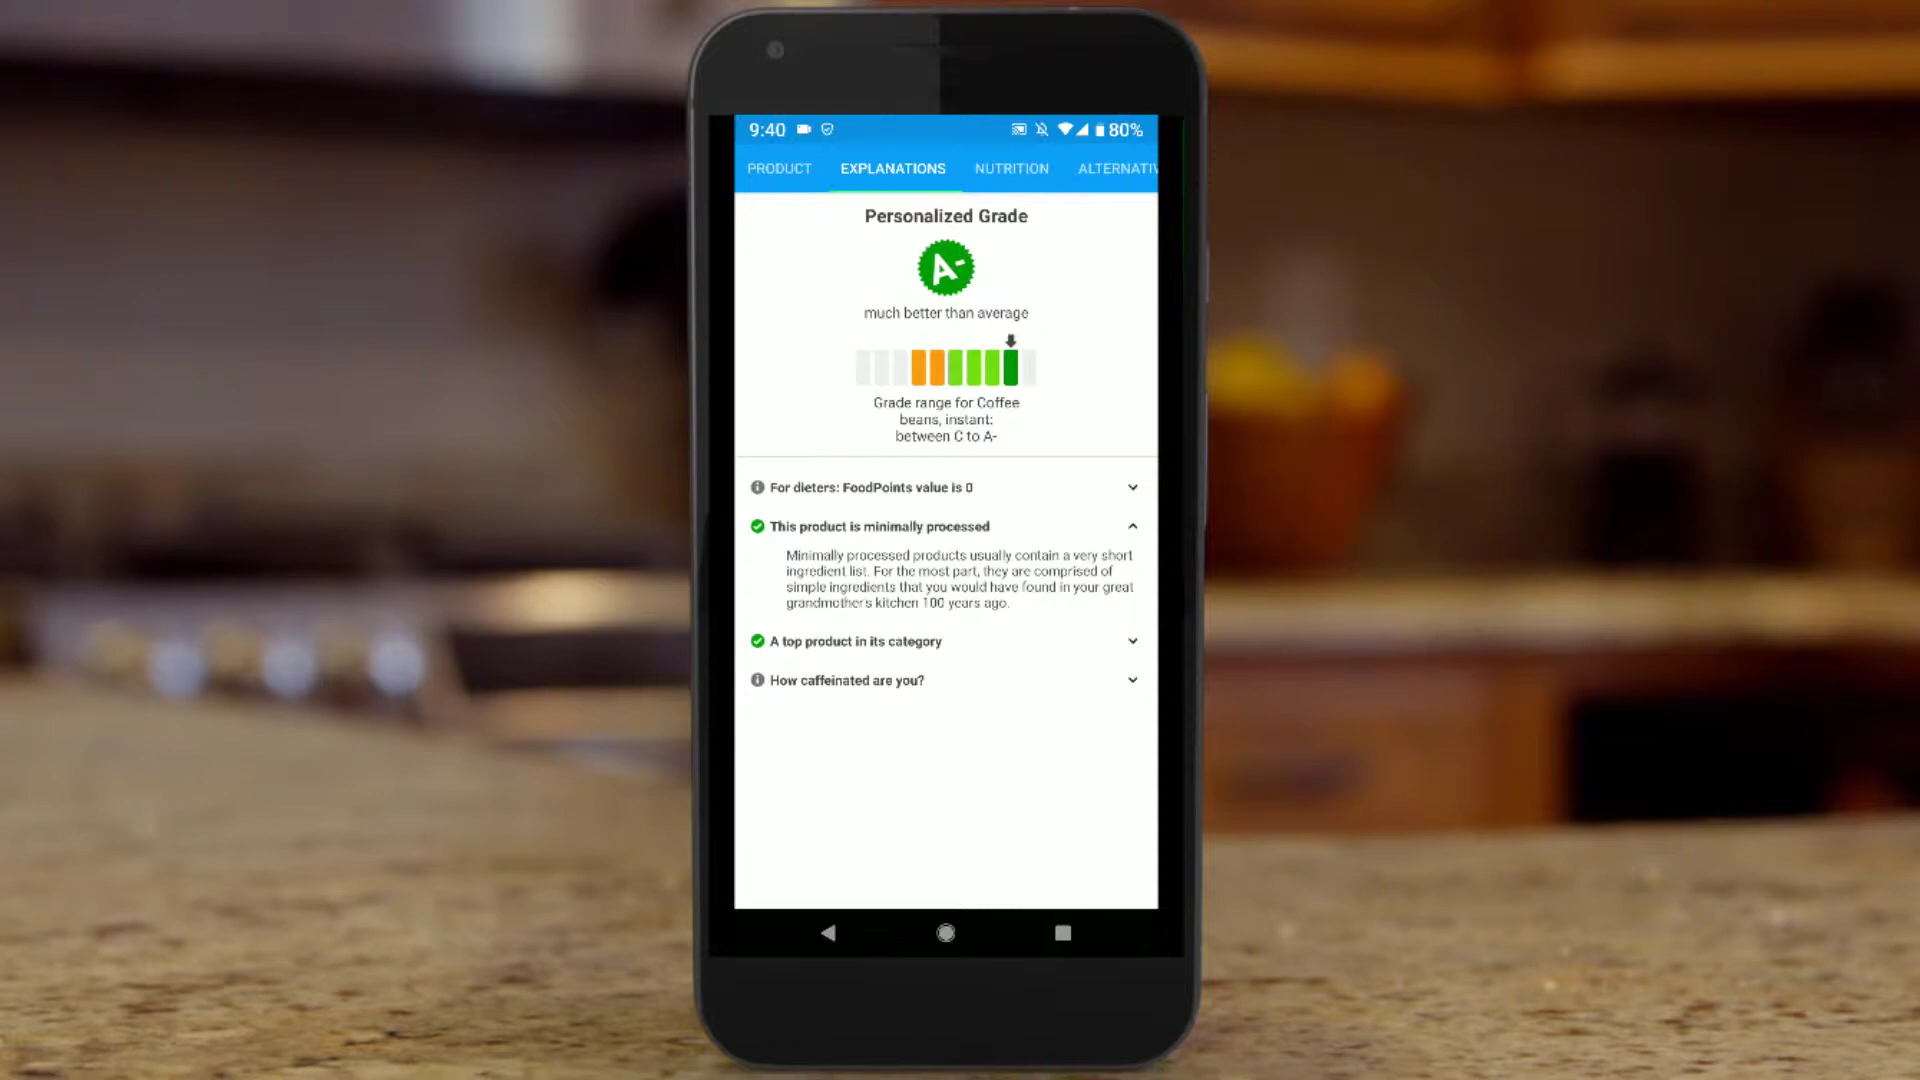 9:40 80%
PRODUCT EXPLANATIONS NUTRITION ALTERNATIV
Personalized Grade
A-
much better than average
Grade range for Coffee
beans, instant:
between C to A-
For dieters: FoodPoints value is 0
This product is minimally processed
Minimally processed products usually contain a very short
ingredient list. For the most part, they are comprised of
simple ingredients that you would have found in your great
grandmother's kitchen 100 years ago.
A top product in its category
How caffeinated are you?